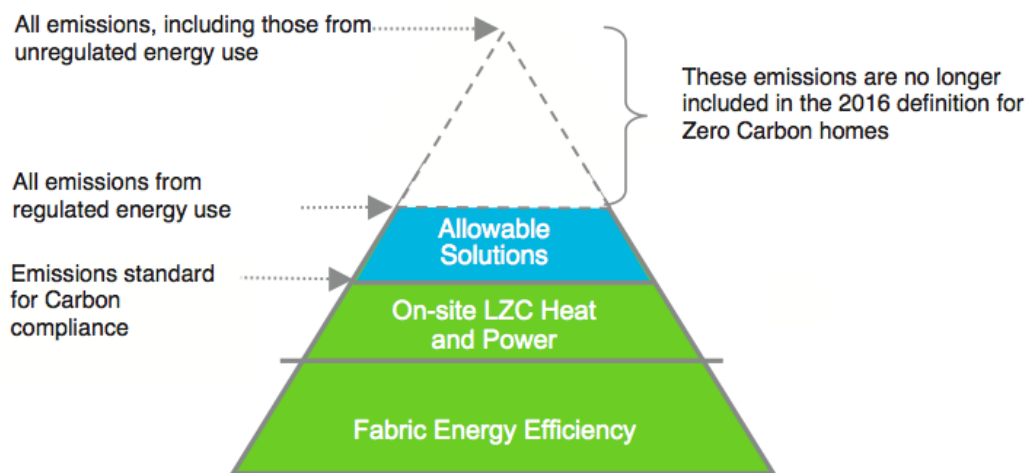 All emissions, including those from
unregulated energy use
These emissions are no longer
included in the 2016 definition for
Zero Carbon homes
All emissions from
regulated energy use
Allowable
Solutions
Emissions standard
for Carbon
compliance
On-site LZC Heat
and Power
Fabric Energy Efficiency